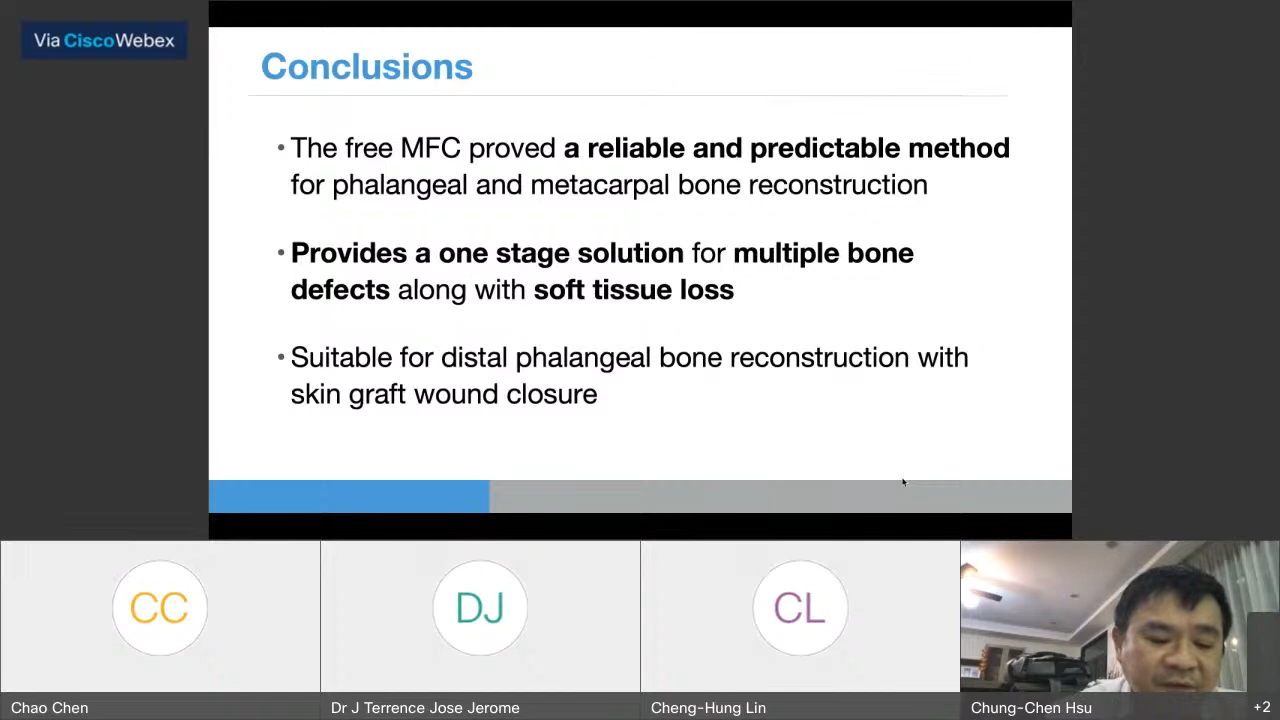 Via CiscoWebex
Conclusions
• The free MFC proved a reliable and predictable method
for phalangeal and metacarpal bone reconstruction
• Provides a one stage solution for multiple bone
defects along with soft tissue loss
• Suitable for distal phalangeal bone reconstruction with
skin graft wound closure
CC
DJ
CL
Chao Chen
Dr J Terrence Jose Jerome
Cheng-Hung Lin
Chung-Chen Hsu
+2